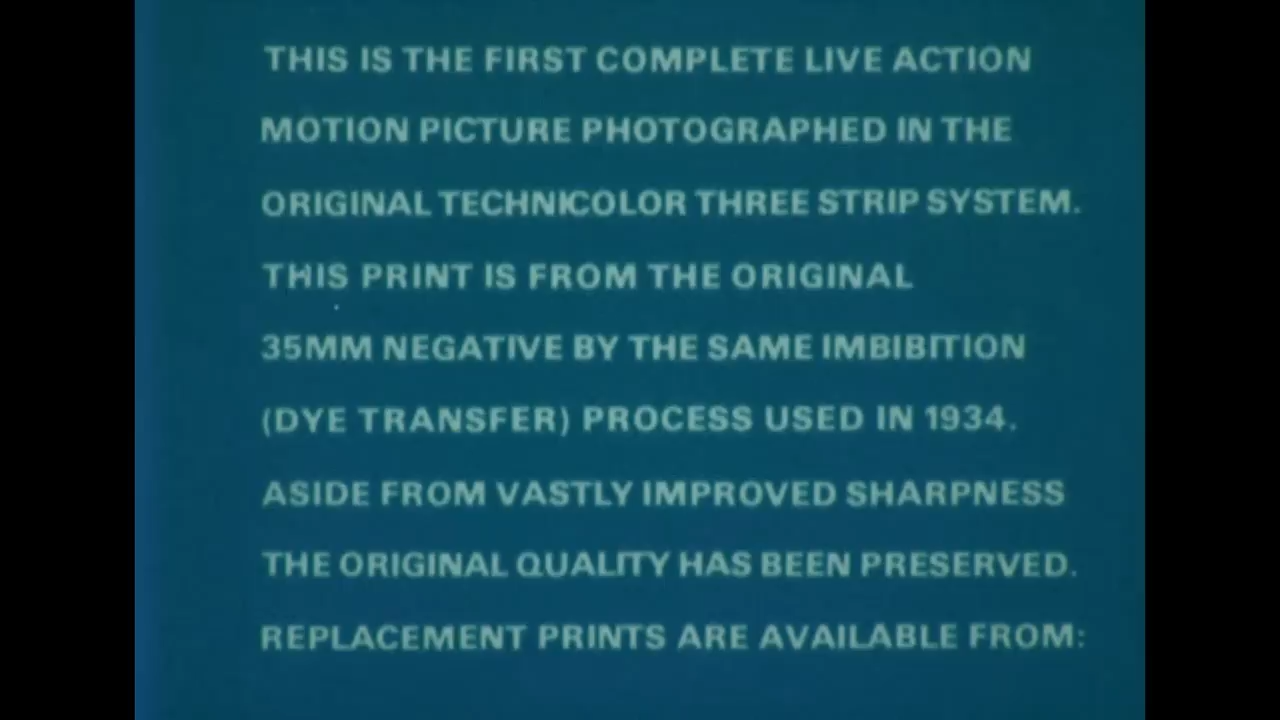 THIS IS THE FIRST COMPLETE LIVE ACTION
MOTION PICTURE PHOTOGRAPHED IN THE
ORIGINAL TECHNICOLOR THREE STRIP SYSTEM.
THIS PRINT IS FROM THE ORIGINAL
35MM NEGATIVE BY THE SAME IMBIBITION
(DYE TRANSFER) PROCESS USED IN 1934.
ASIDE FROM VASTLY IMPROVED SHARPNESS
THE ORIGINAL QUALITY HAS BEEN PRESERVED.
REPLACEMENT PRINTS ARE AVAILABLE FROM: